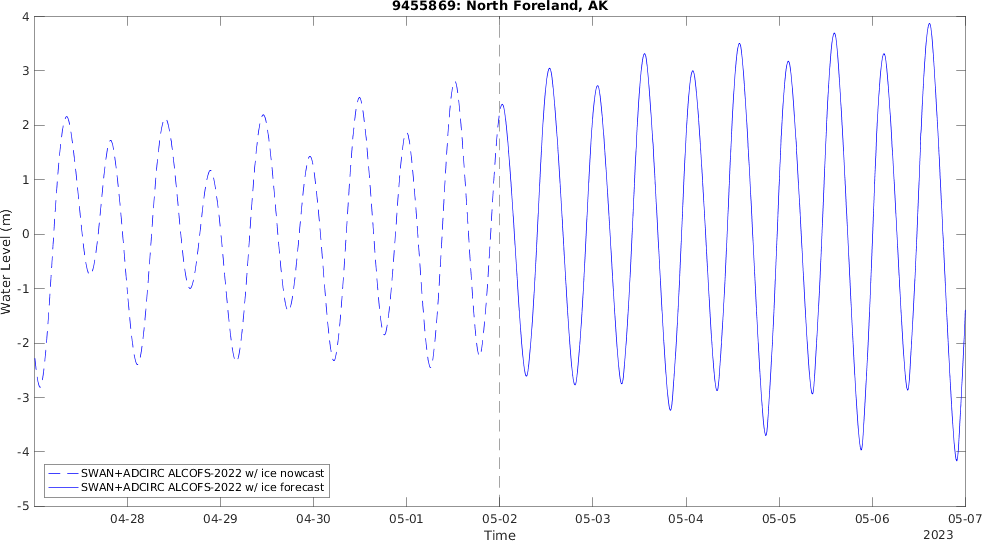 9455869: North Foreland, AK
4
3
2
1
0
-1
-2
-3
-4
-5
Water Level (m)
SWAN+ADCIRC ALCOFS-2022 w/ ice nowcast
SWAN+ADCIRC ALCOFS-2022 w/ ice forecast
04-28 04-29 04-30 05-01 05-02 05-03 05-04 05-05 05-06 05-07
Time
2023